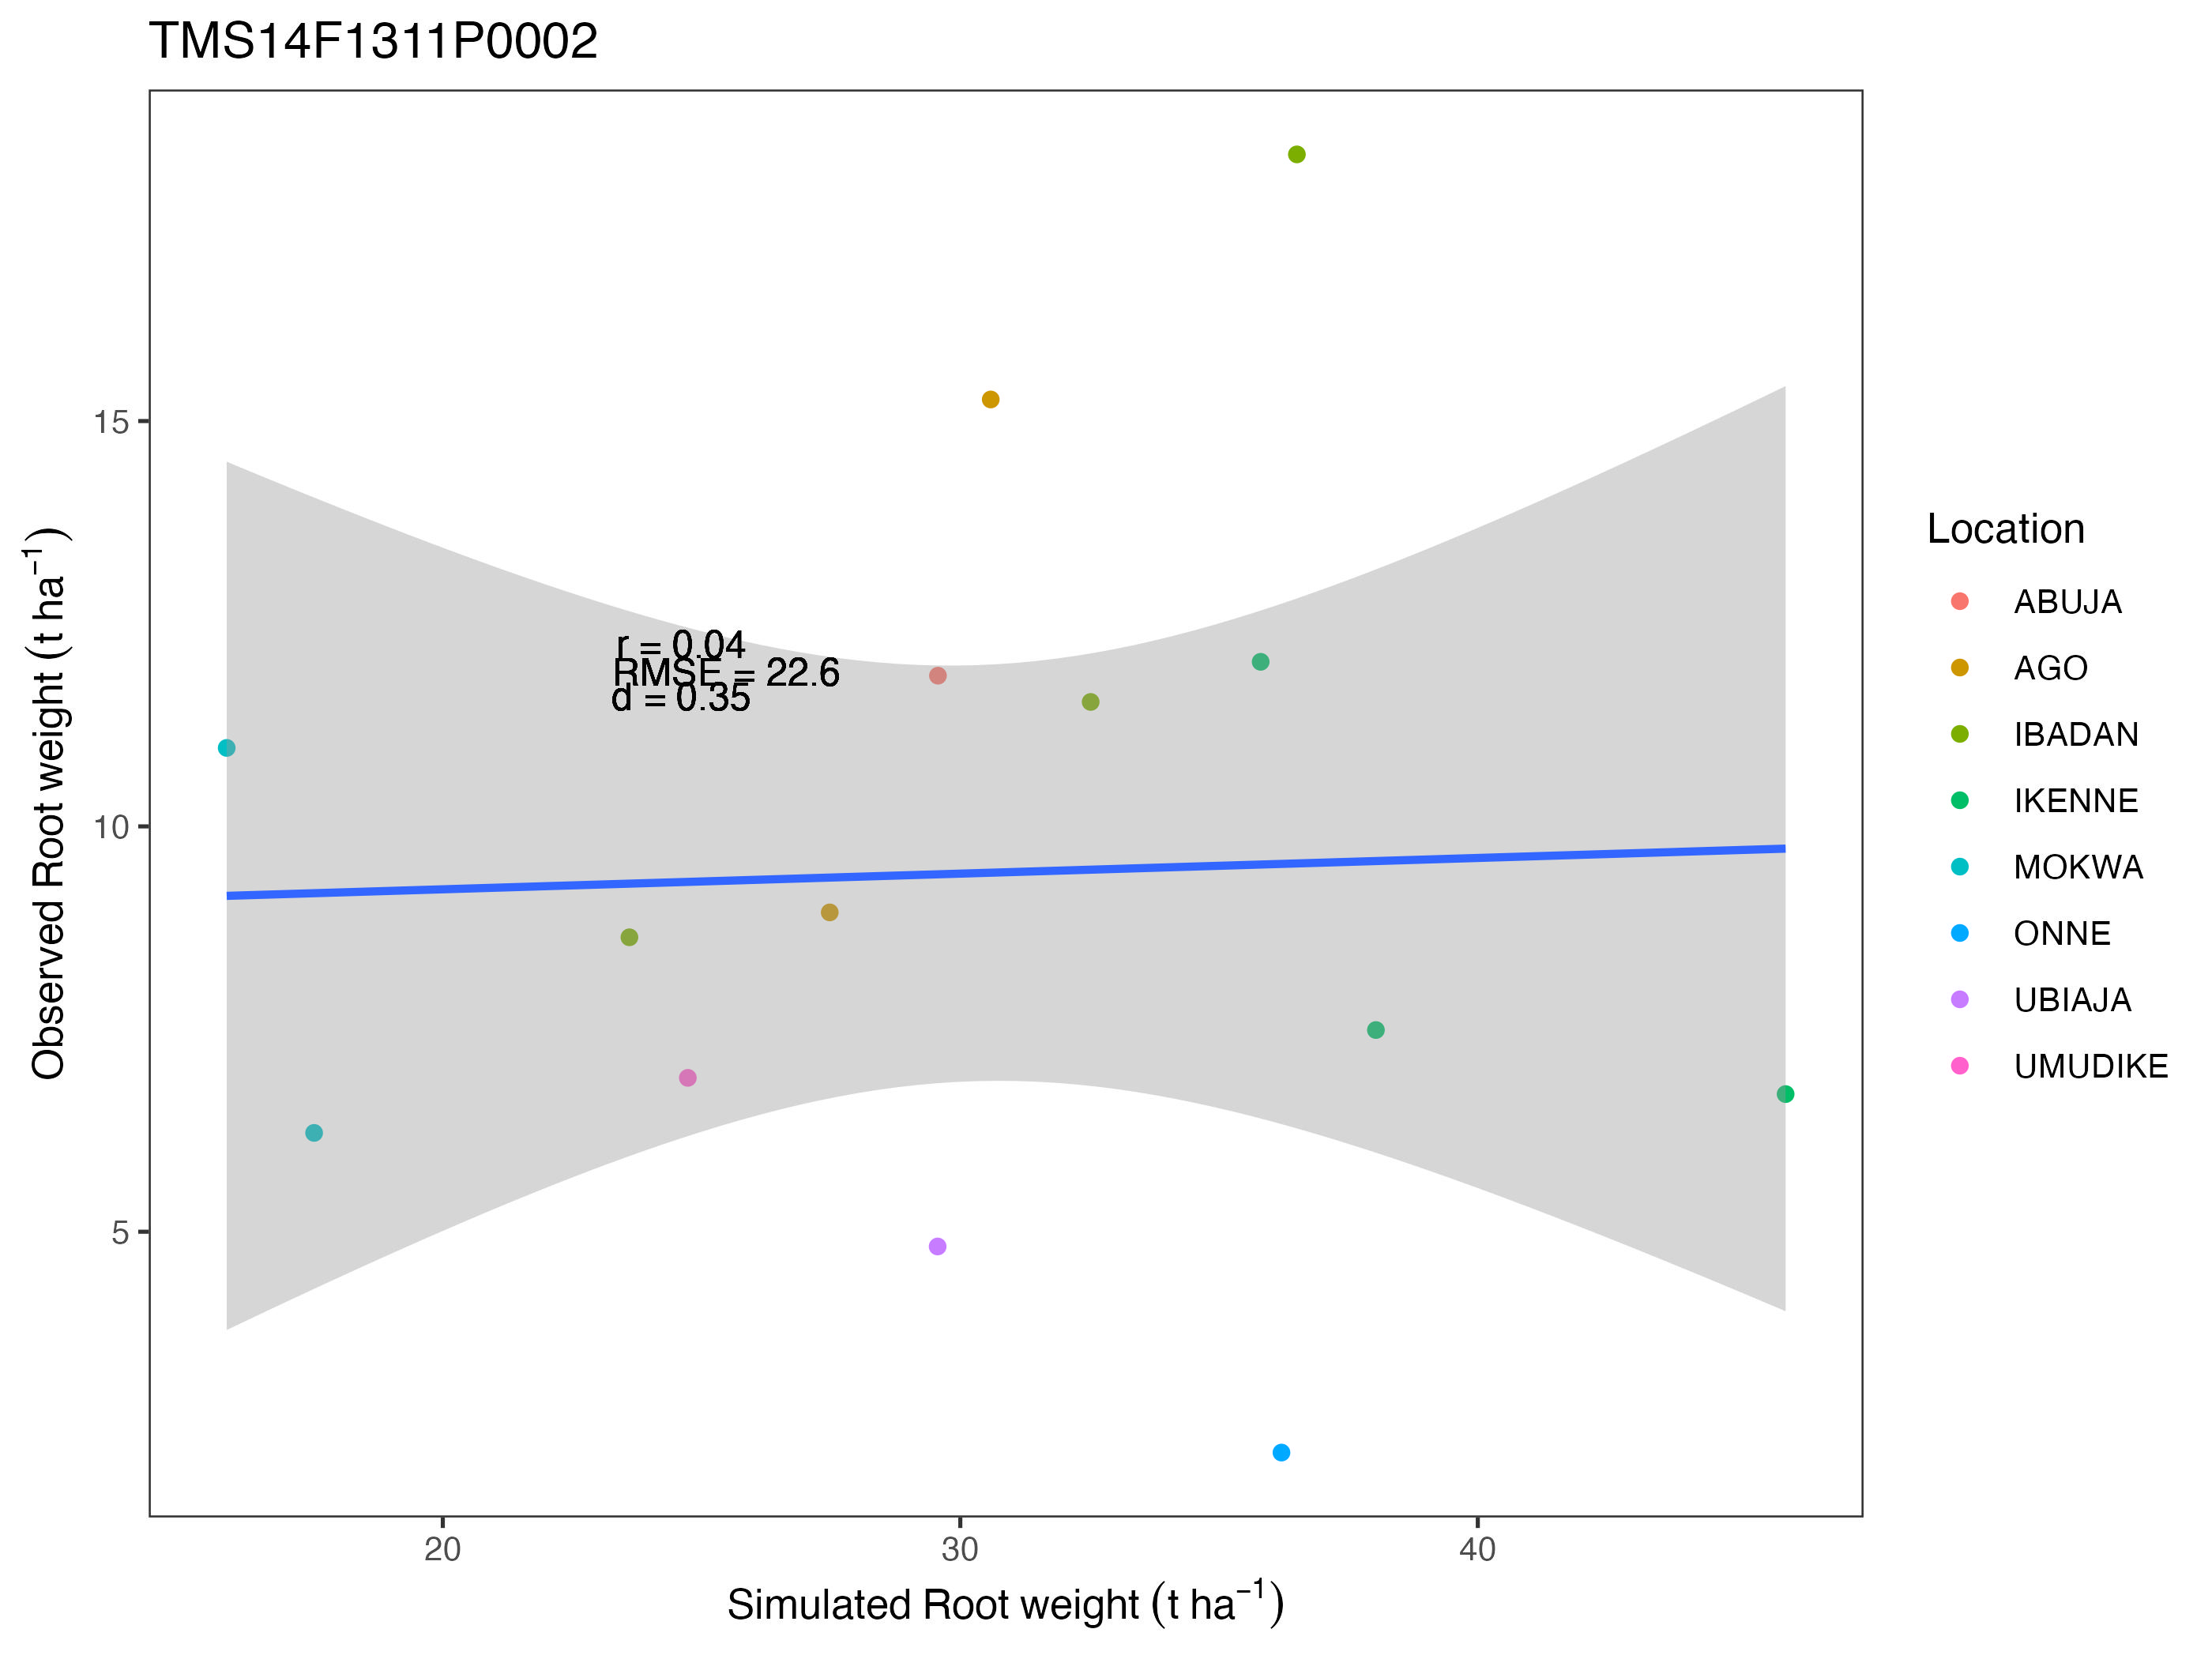 TMS14F1311P0002
Observed Root weight (t ha⁻¹)
15
10
5
r = 0.04
RMSE = 22.6
d = 0.35
20 30 40
Simulated Root weight (t ha⁻¹)
Location
ABUJA
AGO
IBADAN
IKENNE
MOKWA
ONNE
UBIAJA
UMUDIKE